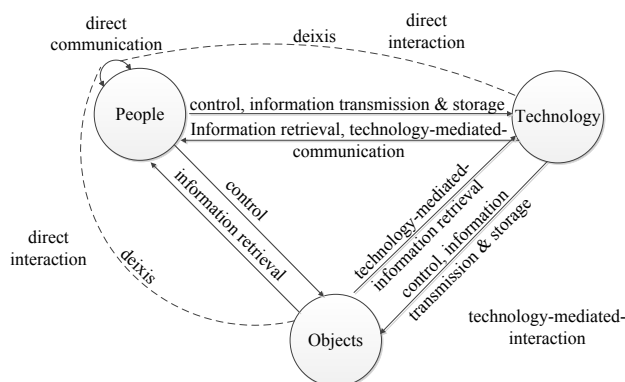 direct
communication
deixis
direct
interaction
People
control, information transmission & storage
Technology
Information retrieval, technology-mediated-
communication
control
information retrieval
technology-mediated-
information retrieval
control, information
transmission & storage
direct
interaction
deixis
Objects
technology-mediated-
interaction